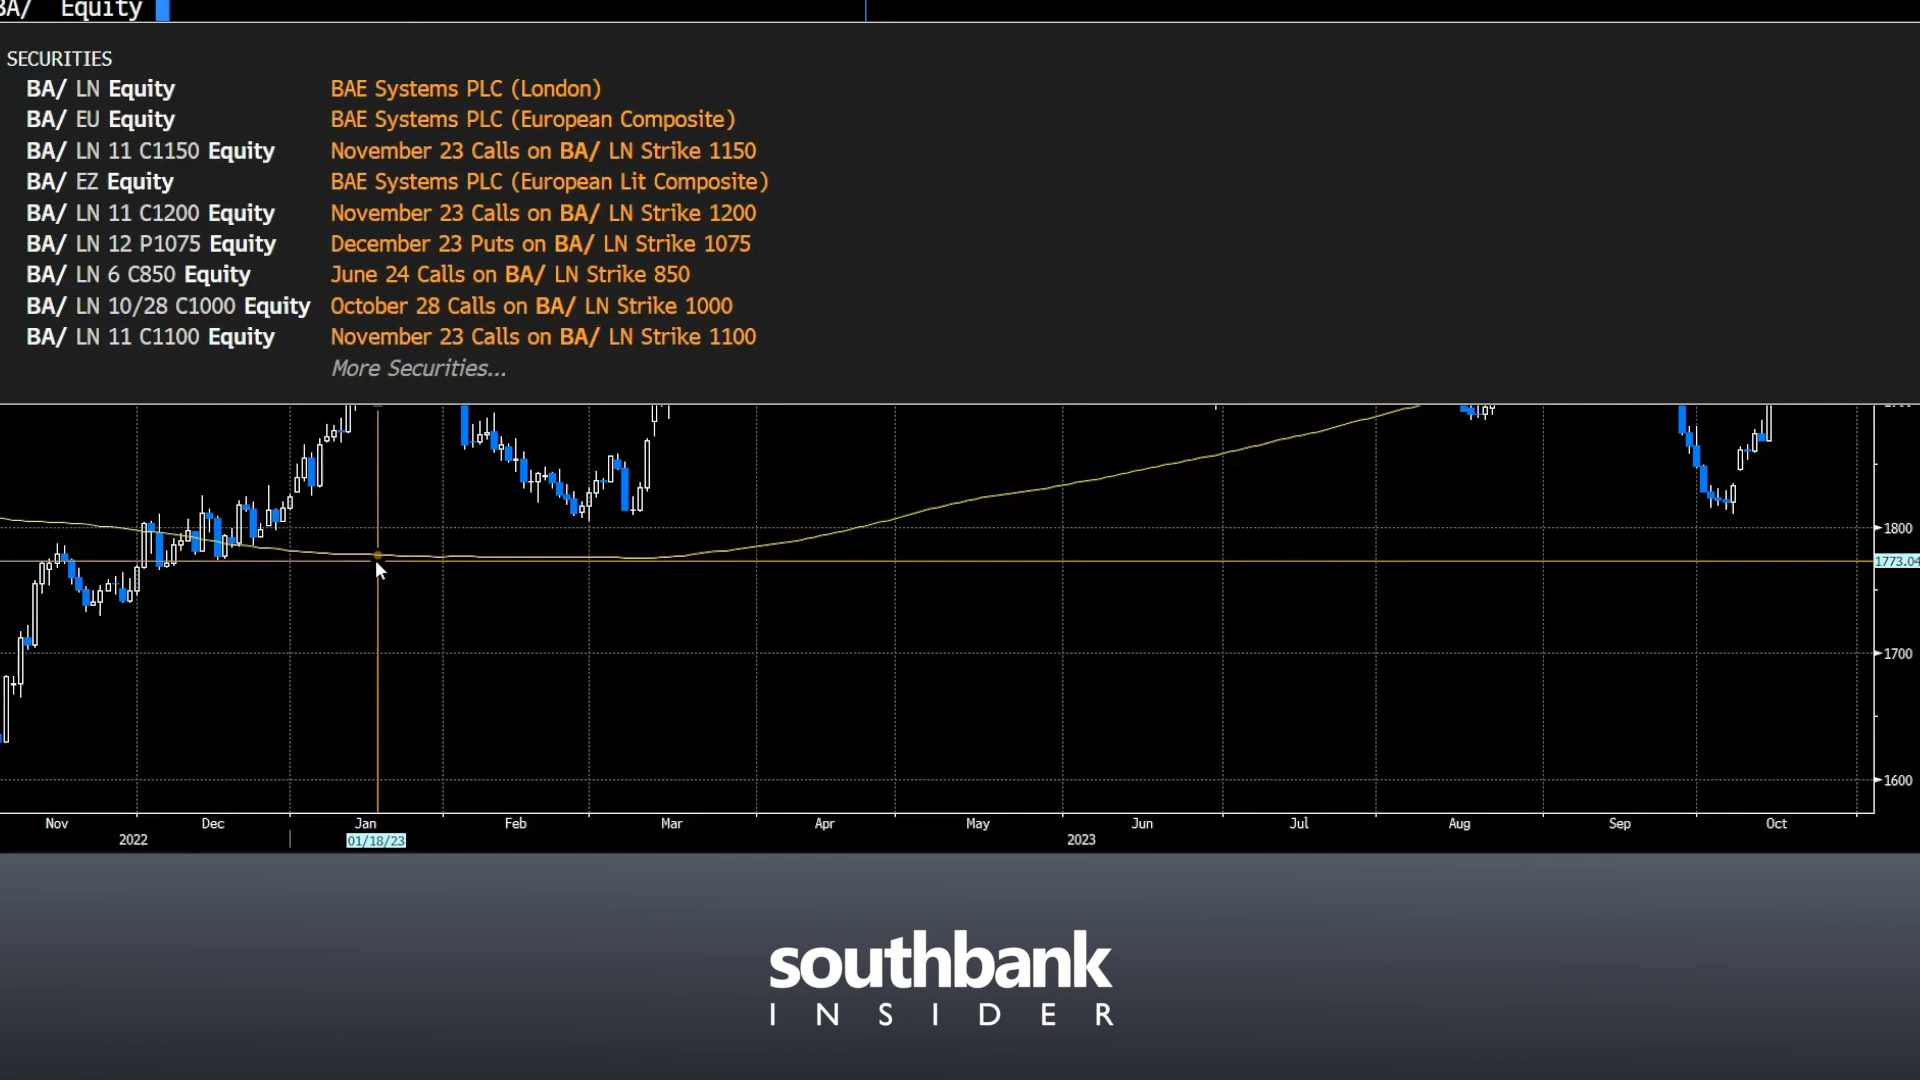 BA/ Equity
SECURITIES
BA/ LN Equity BAE Systems PLC (London)
BA/ EU Equity BAE Systems PLC (European Composite)
BA/ LN 11 C1150 Equity November 23 Calls on BA/ LN Strike 1150
BA/ EZ Equity BAE Systems PLC (European Lit Composite)
BA/ LN 11 C1200 Equity November 23 Calls on BA/ LN Strike 1200
BA/ LN 12 P1075 Equity December 23 Puts on BA/ LN Strike 1075
BA/ LN 6 C850 Equity June 24 Calls on BA/ LN Strike 850
BA/ LN 10/28 C1000 Equity October 28 Calls on BA/ LN Strike 1000
BA/ LN 11 C1100 Equity November 23 Calls on BA/ LN Strike 1100
More Securities...
1800
1773.04
1700
1600
Nov Dec Jan Feb Mar Apr May Jun Jul Aug Sep Oct
2022 01/18/23 2023
southbank
INSIDER